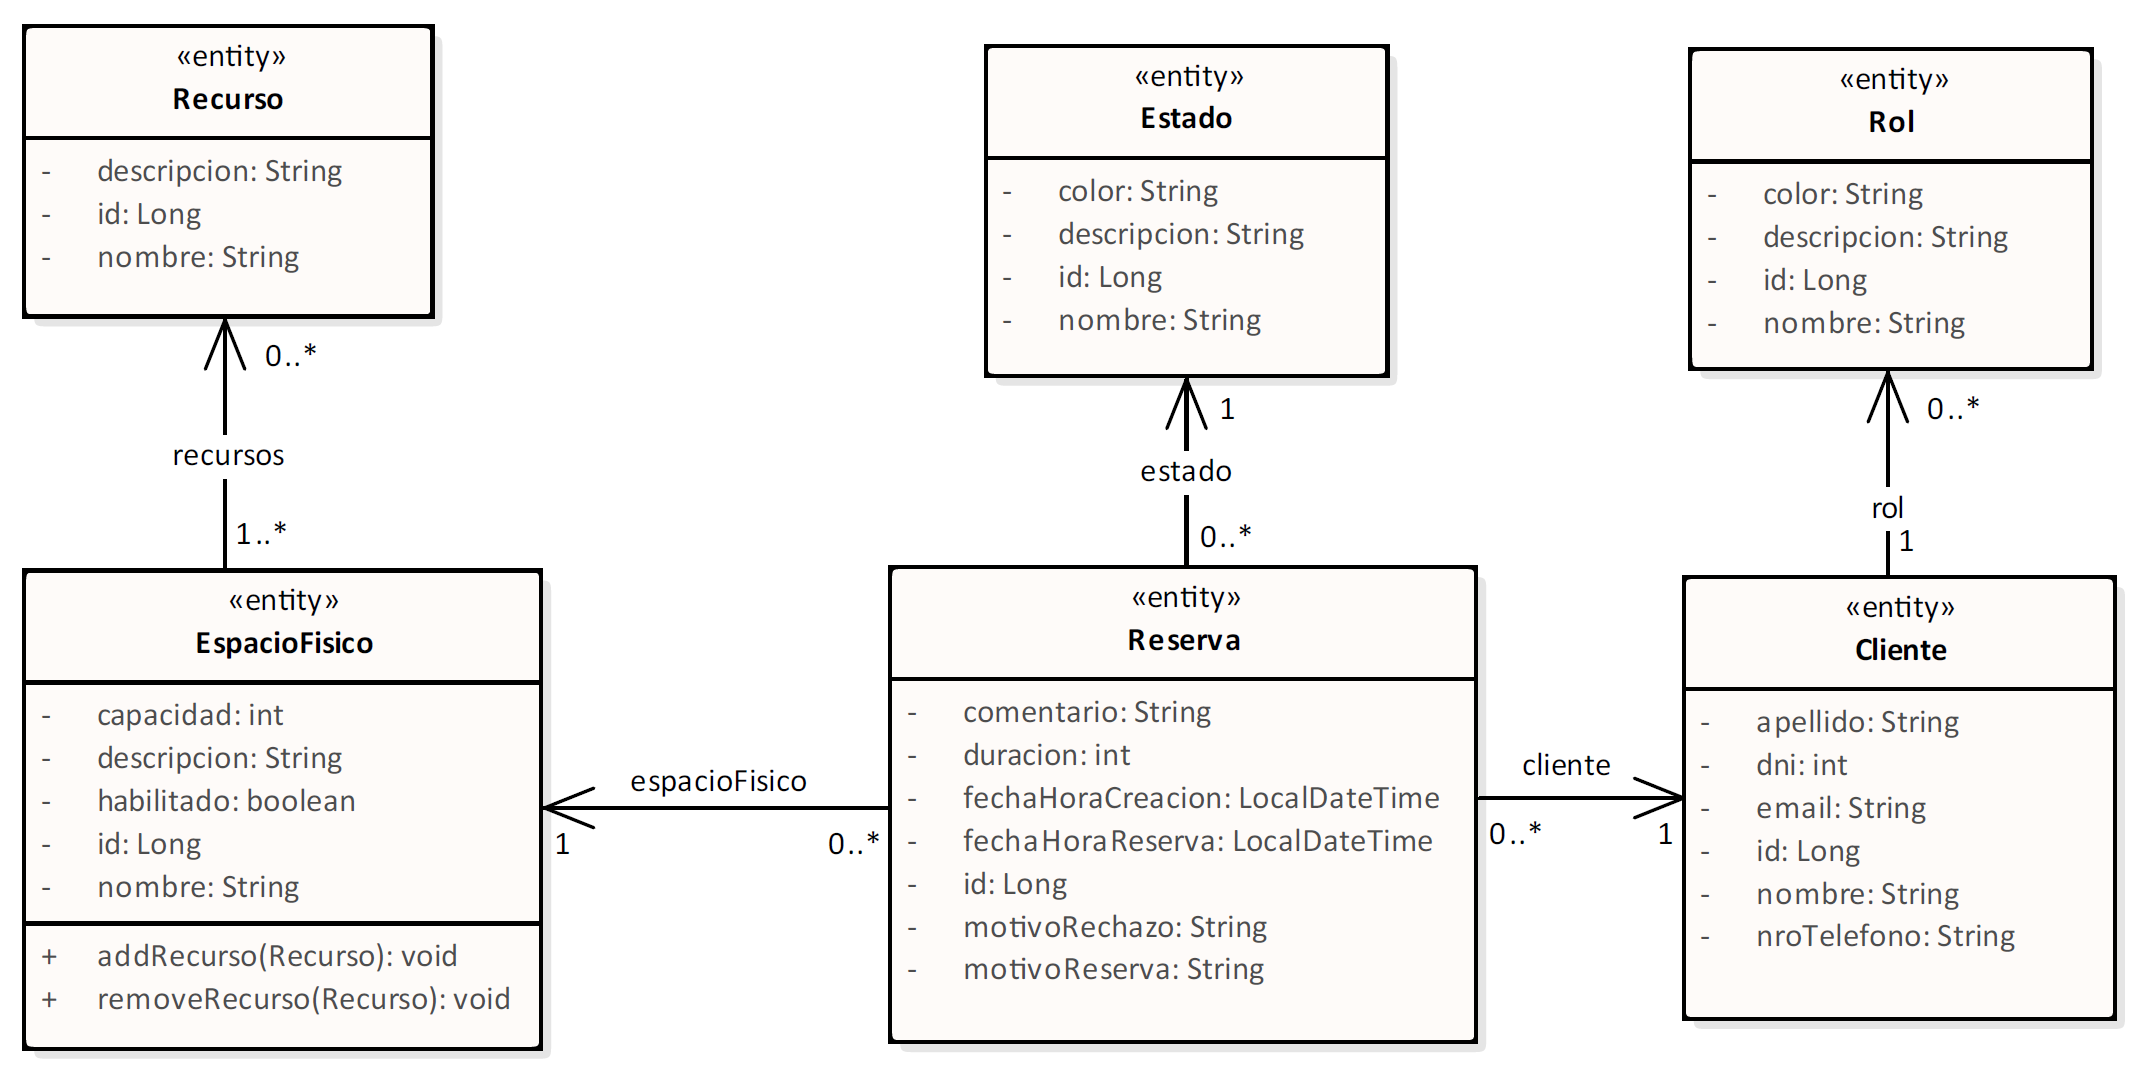 «entity»
Recurso
- descripcion: String
- id: Long
- nombre: String
«entity»
Estado
- color: String
- descripcion: String
- id: Long
- nombre: String
«entity»
Rol
- color: String
- descripcion: String
- id: Long
- nombre: String
0..*
recursos
1..*
1
estado
0..*
0..*
rol
1
«entity»
EspacioFisico
- capacidad: int
- descripcion: String
- habilitado: boolean
- id: Long
- nombre: String
+ addRecurso(Recurso): void
+ removeRecurso(Recurso): void
espacioFisico
1
0..*
«entity»
Reserva
- comentario: String
- duracion: int
- fechaHoraCreacion: LocalDateTime
- fechaHoraReserva: LocalDateTime
- id: Long
- motivoRechazo: String
- motivoReserva: String
cliente
0..*
1
«entity»
Cliente
- apellido: String
- dni: int
- email: String
- id: Long
- nombre: String
- nroTelefono: String